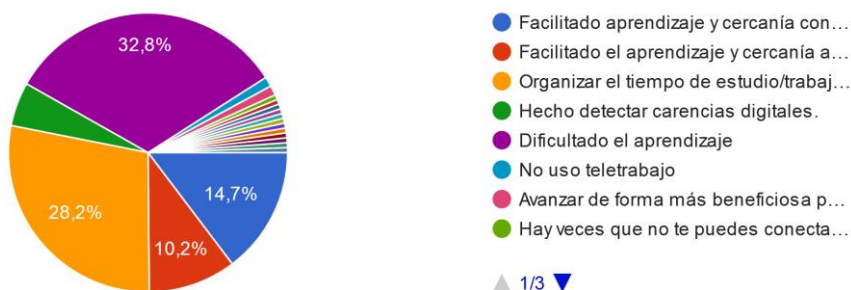 32,8%
28,2%
14,7%
10,2%
Facilitado aprendizaje y cercanía con...
Facilitado el aprendizaje y cercanía a...
Organizar el tiempo de estudio/trabaj...
Hecho detectar carencias digitales.
Dificultado el aprendizaje
No uso teletrabajo
Avanzar de forma más beneficiosa p...
Hay veces que no te puedes conecta...
1/3